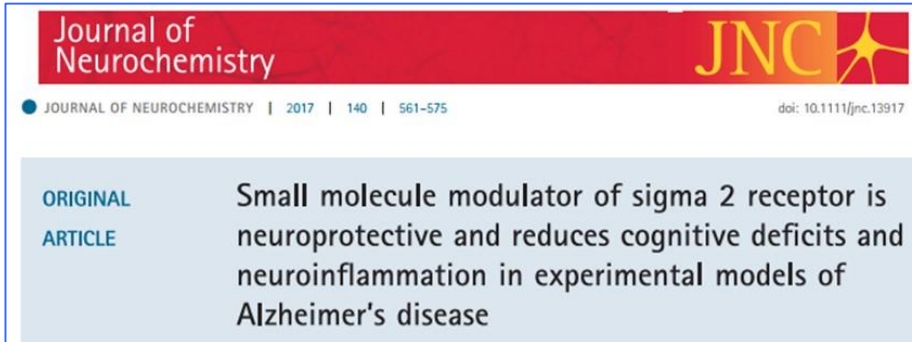 Journal of
Neurochemistry
JNC
JOURNAL OF NEUROCHEMISTRY | 2017 | 140 | 561–575
doi: 10.1111/jnc.13917
ORIGINAL
ARTICLE
Small molecule modulator of sigma 2 receptor is
neuroprotective and reduces cognitive deficits and
neuroinflammation in experimental models of
Alzheimer's disease